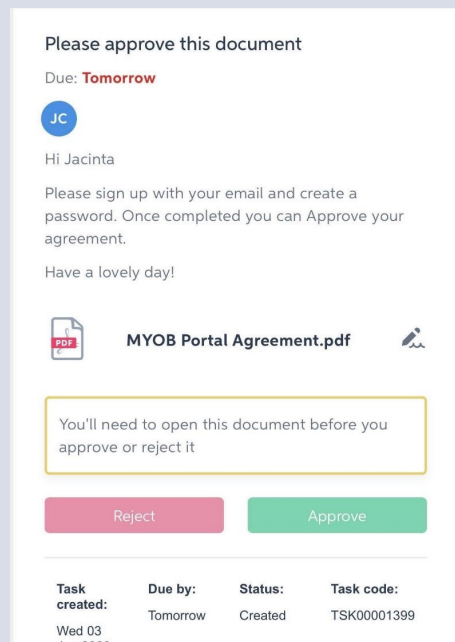 Please approve this document
Due: Tomorrow
JC
Hi Jacinta
Please sign up with your email and create a
password. Once completed you can Approve your
agreement.
Have a lovely day!
PDF
MYOB Portal Agreement.pdf
You'll need to open this document before you
approve or reject it
Reject Approve
Task created: Due by: Status: Task code:
Wed 03 Tomorrow Created TSK00001399